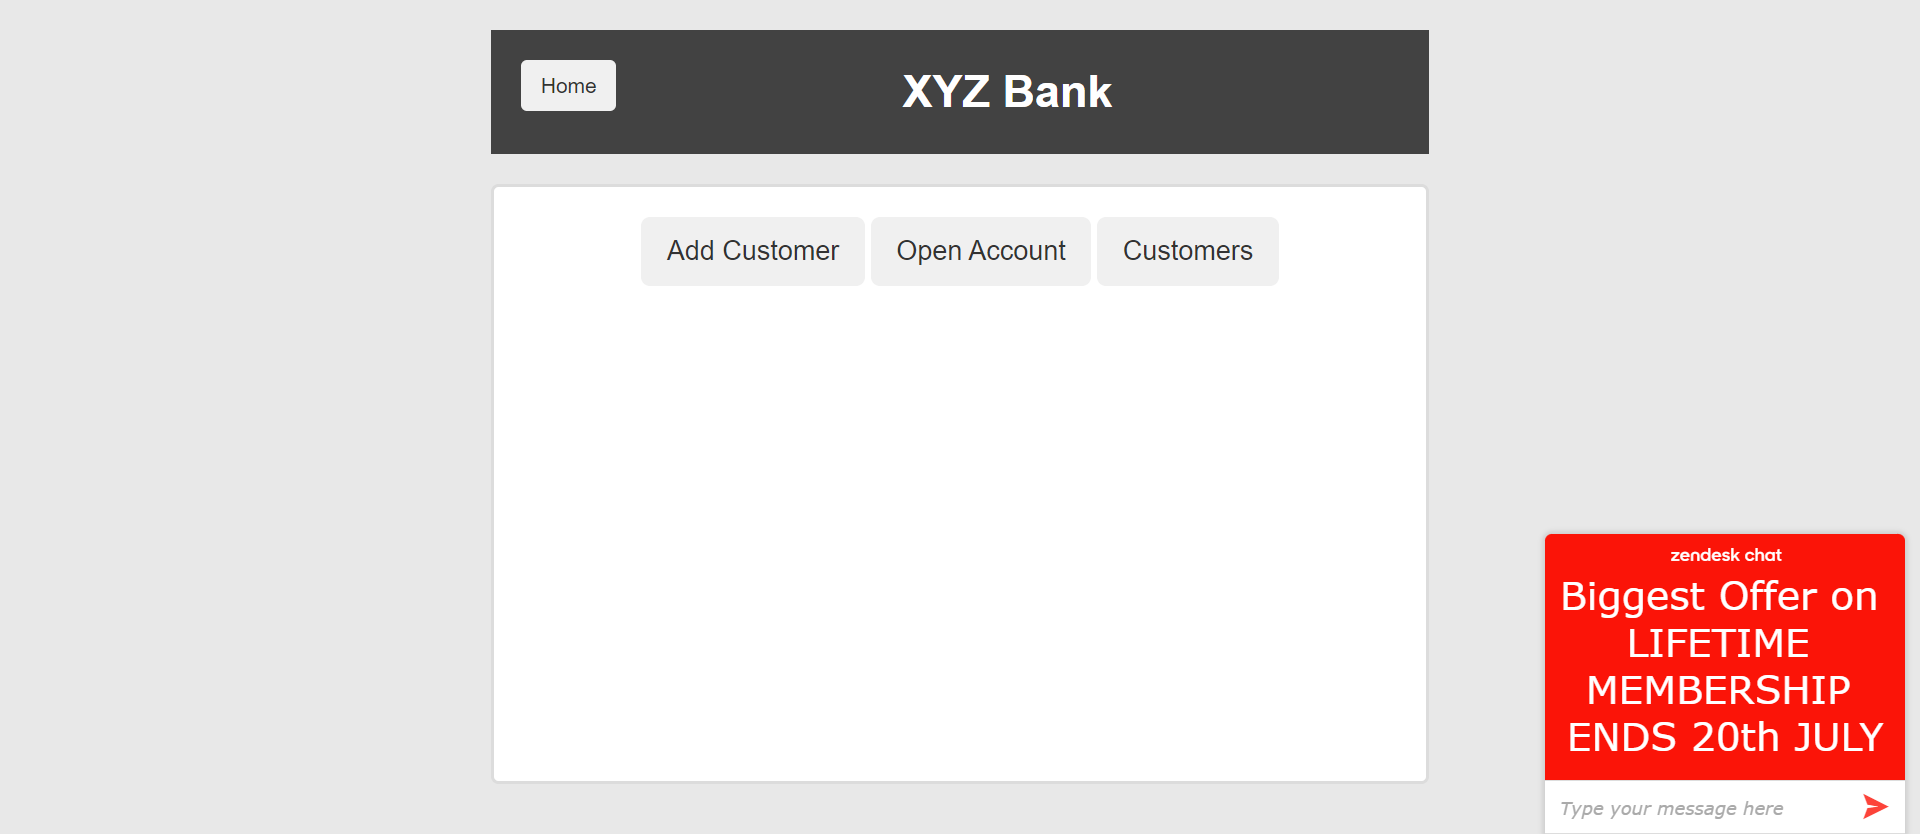 Home
XYZ Bank
Add Customer
Open Account
Customers
zendesk chat
Biggest Offer on
LIFETIME
MEMBERSHIP
ENDS 20th JULY
Type your message here